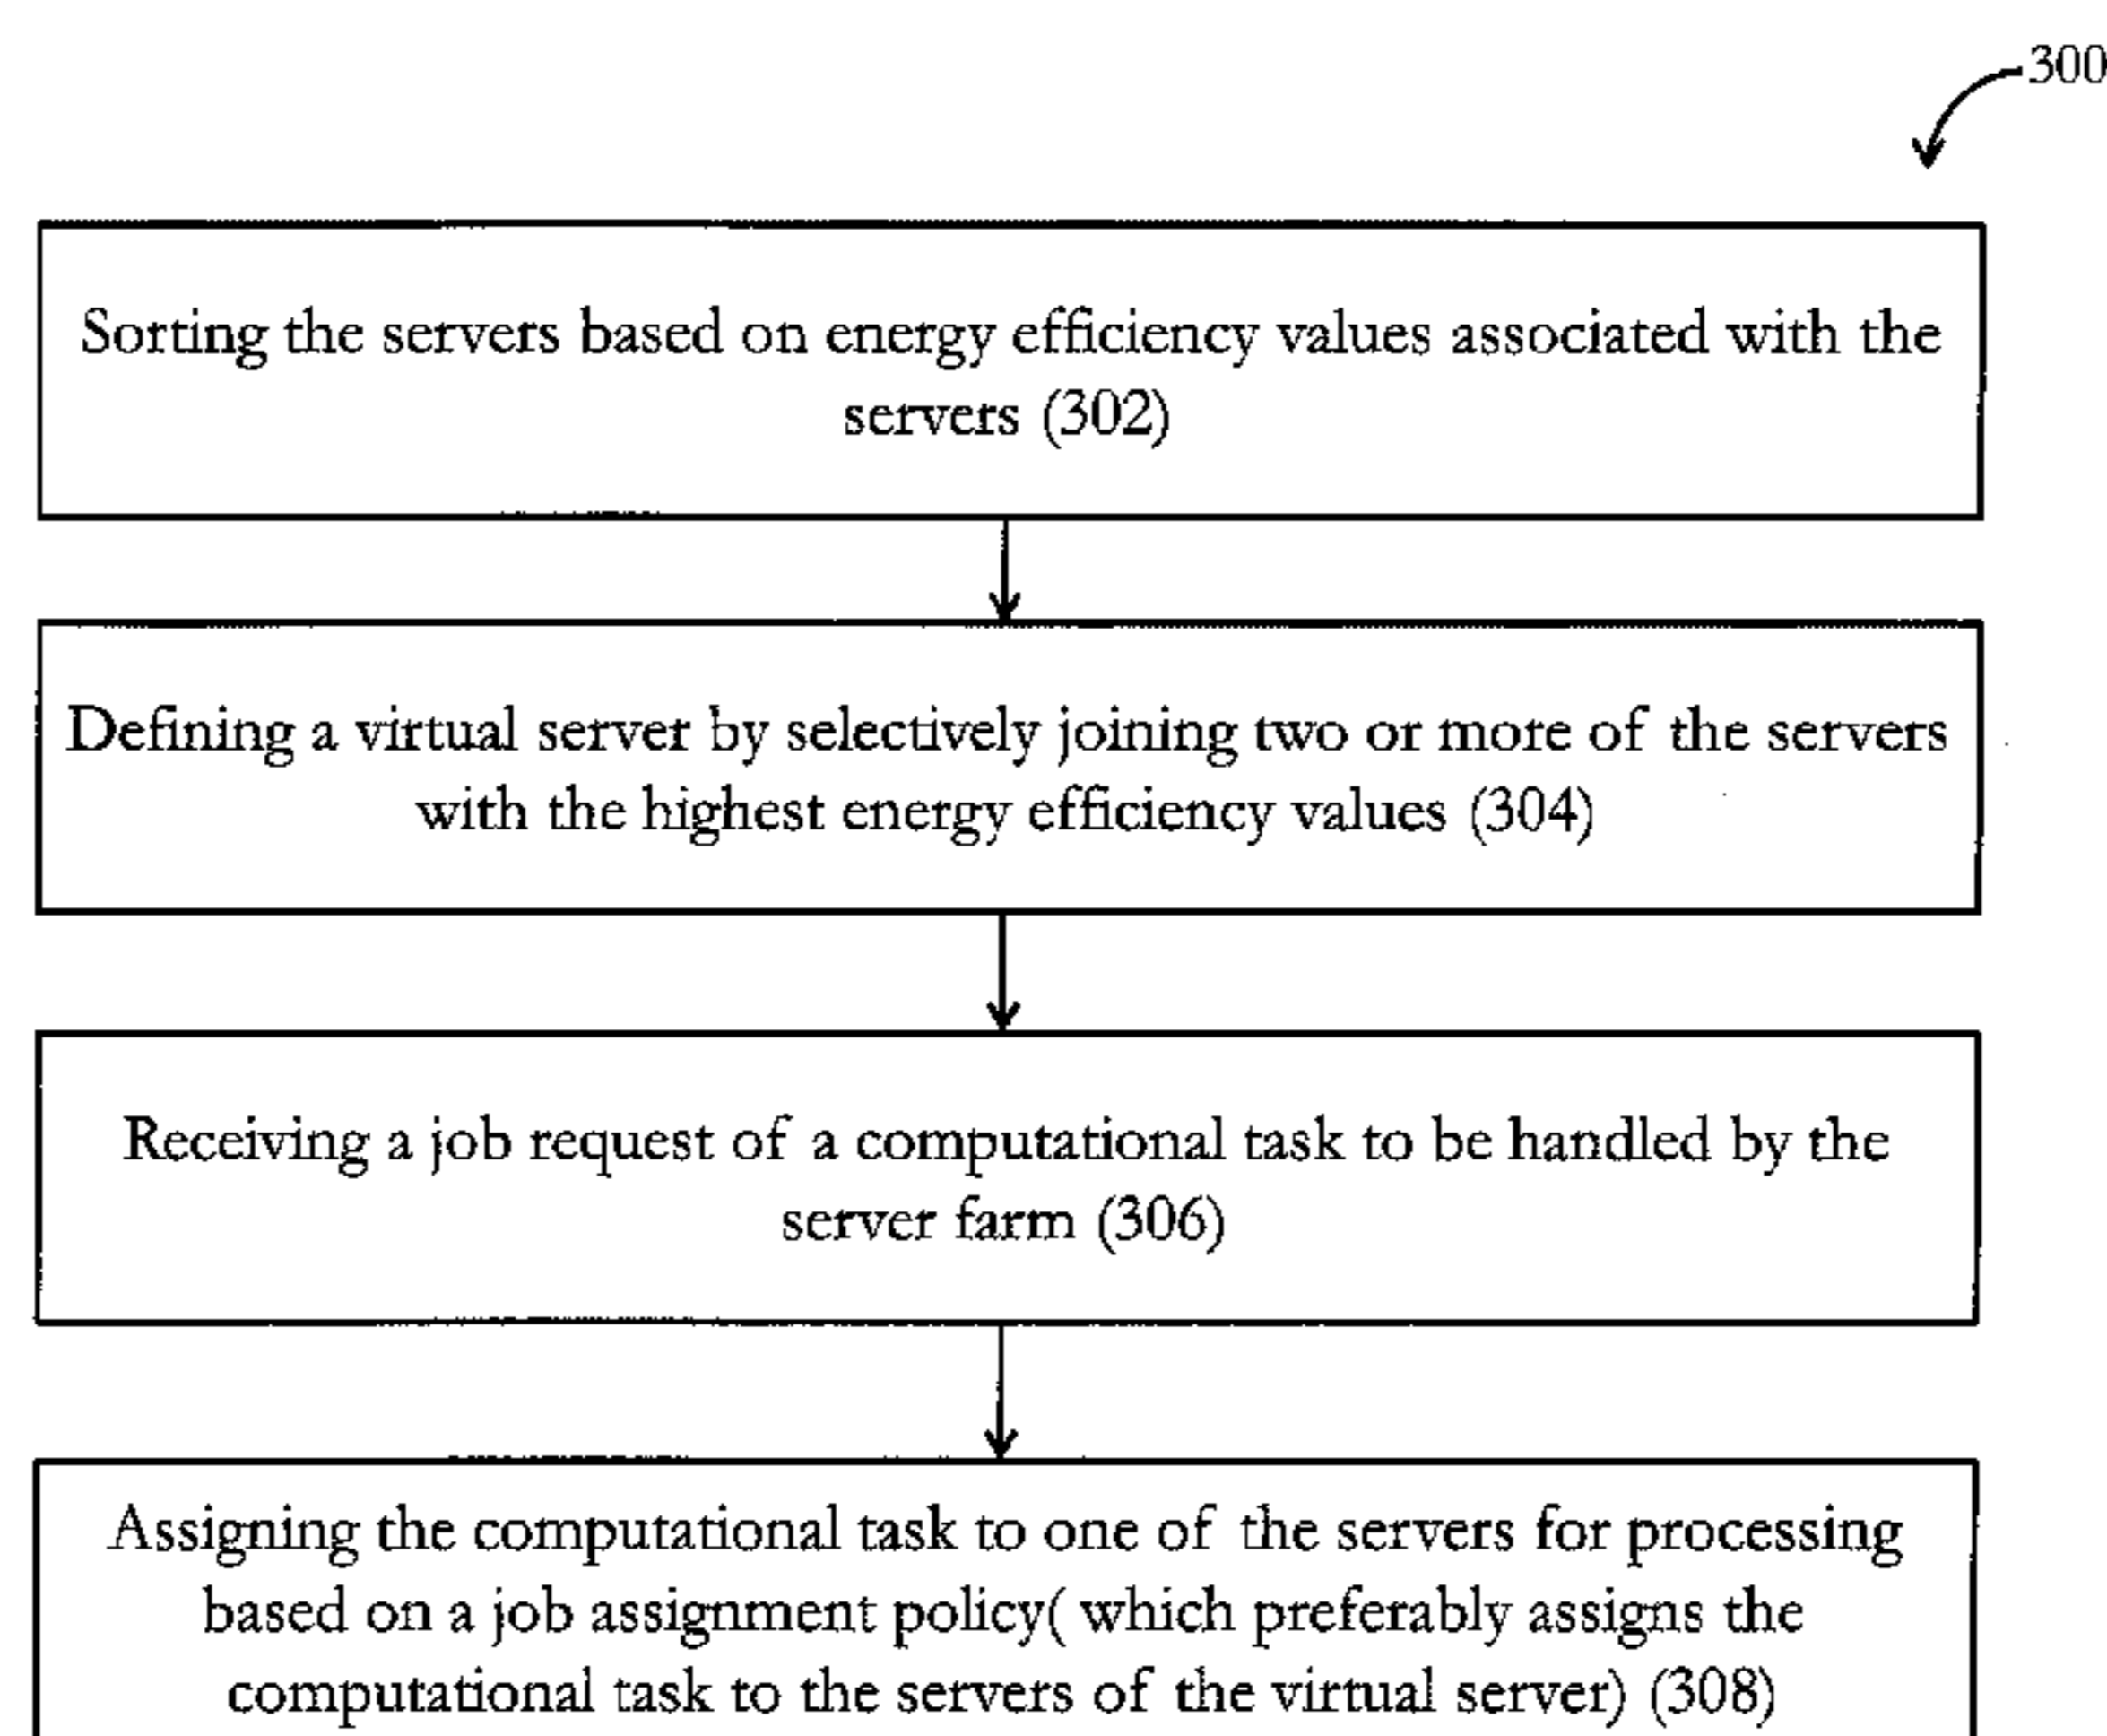 300
Sorting the servers based on energy efficiency values associated with the
servers (302)
Defining a virtual server by selectively joining two or more of the servers
with the highest energy efficiency values (304)
Receiving a job request of a computational task to be handled by the
server farm (306)
Assigning the computational task to one of the servers for processing
based on a job assignment policy( which preferably assigns the
computational task to the servers of the virtual server) (308)